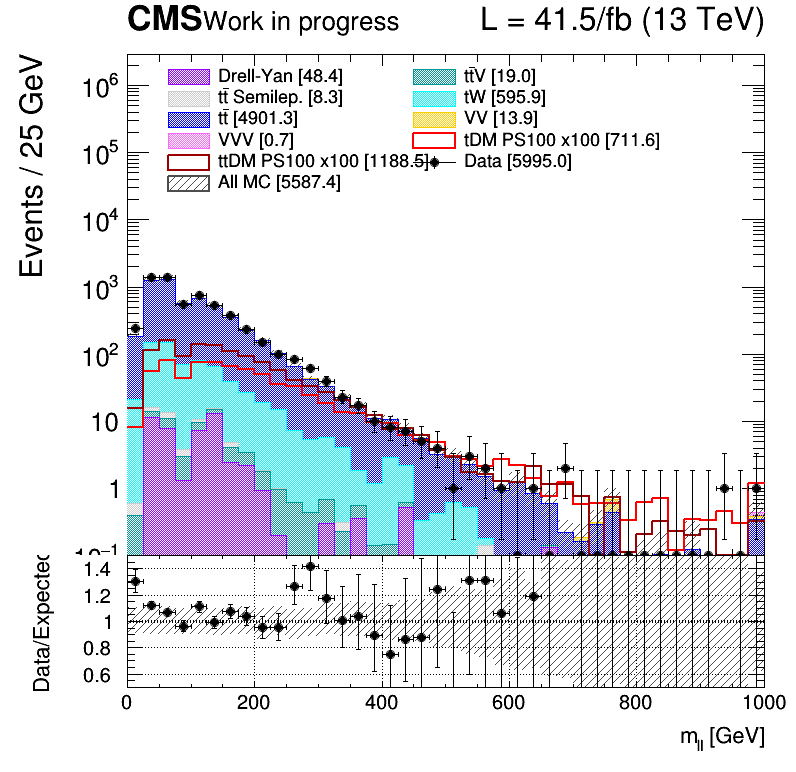 CMS Work in progress L = 41.5/fb (13 TeV)
Events / 25 GeV
10⁶
10⁵
10⁴
10³
10²
10
1
10⁻¹
Drell-Yan [48.4]
tt̄V [19.0]
tt̄ Semilep. [8.3]
tW [595.9]
tt̄ [4901.3]
VV [13.9]
VVV [0.7]
tDM PS100 x100 [711.6]
ttDM PS100 x100 [1188.5]
Data [5995.0]
All MC [5587.4]
Data/Expected
1.4
1.2
1
0.8
0.6
0 200 400 600 800 1000
m_ll [GeV]